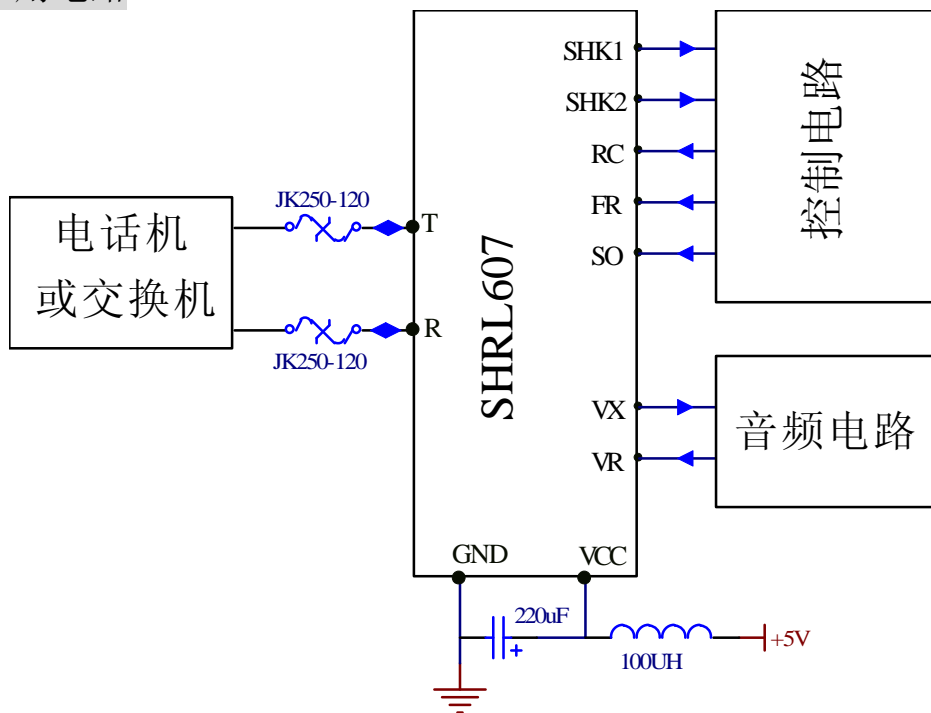 SHK1
SHK2
RC
FR
SO
控制电路
JK250-120
电话机
或交换机
T
R
JK250-120
SHRL607
VX
VR
音频电路
GND
VCC
220uF
+
+5V
100UH